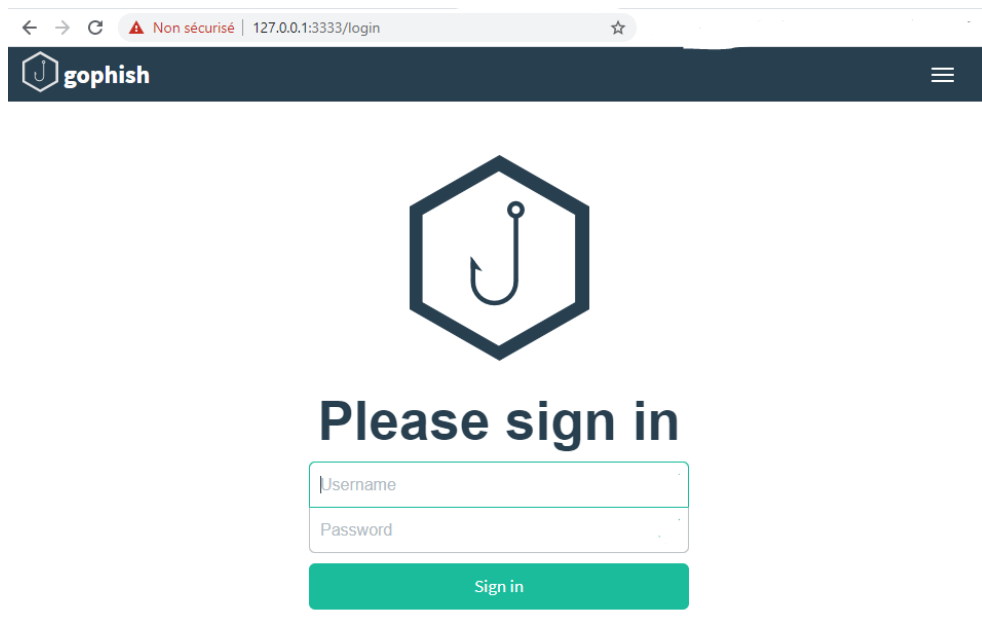 Non sécurisé | 127.0.0.1:3333/login
gophish
Please sign in
Username
Password
Sign in